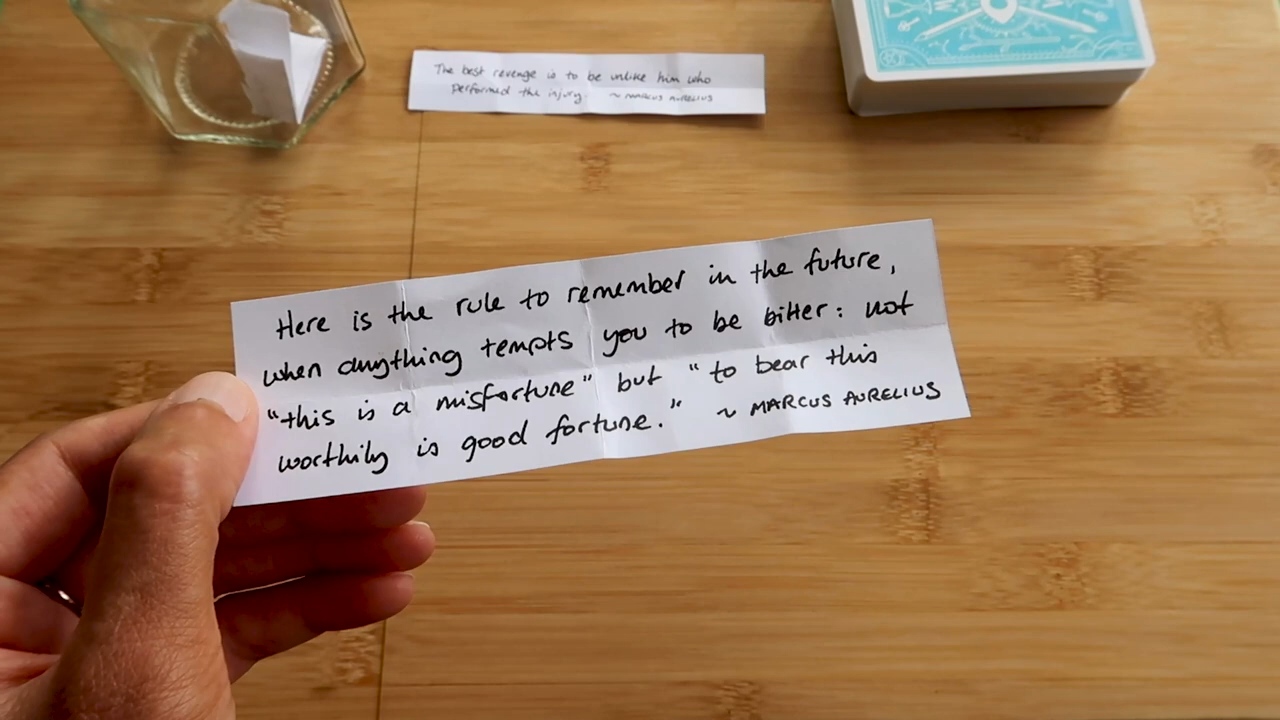 The best revenge is to be unlike him who
performed the injury. ~ MARCUS AURELIUS
Here is the rule to remember in the future,
when anything tempts you to be bitter: not
"this is a misfortune" but "to bear this
worthily is good fortune." ~ MARCUS AURELIUS